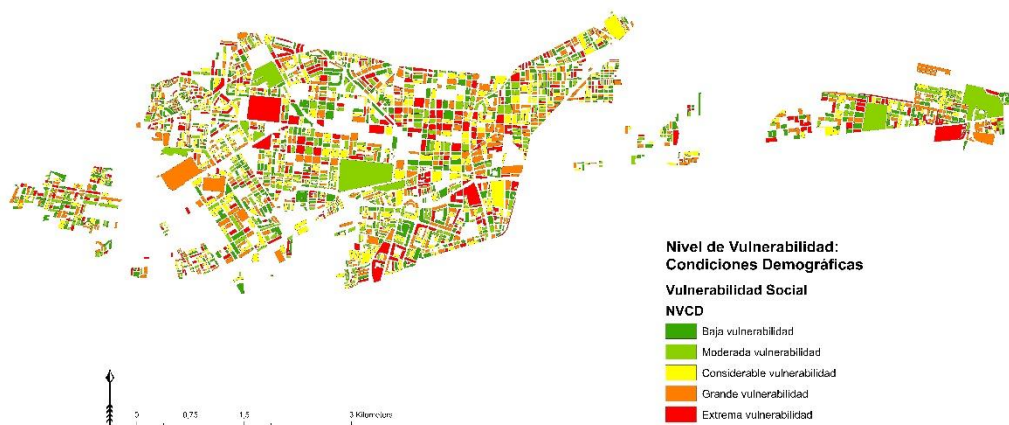 Nivel de Vulnerabilidad:
Condiciones Demográficas
Vulnerabilidad Social
NVCD
Baja vulnerabilidad
Moderada vulnerabilidad
Considerable vulnerabilidad
Grande vulnerabilidad
Extrema vulnerabilidad
0 0,75 1,5 3 Kilometers